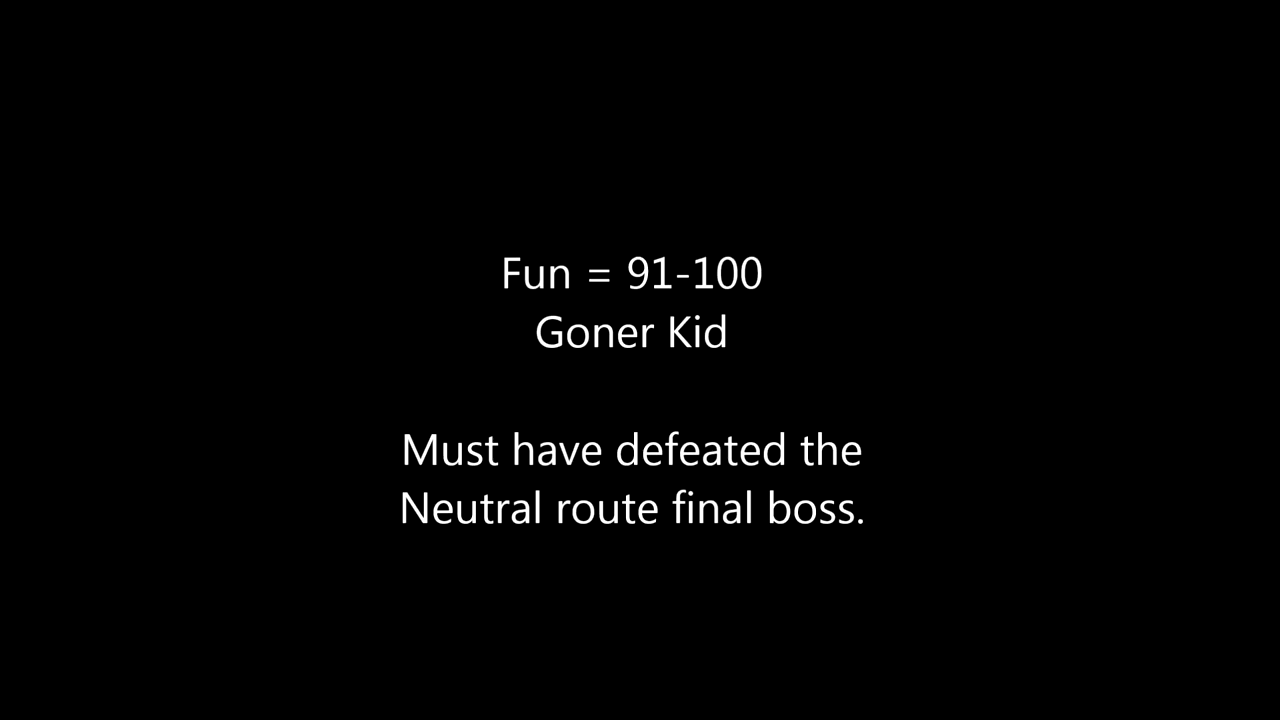 Fun = 91-100
Goner Kid
Must have defeated the
Neutral route final boss.